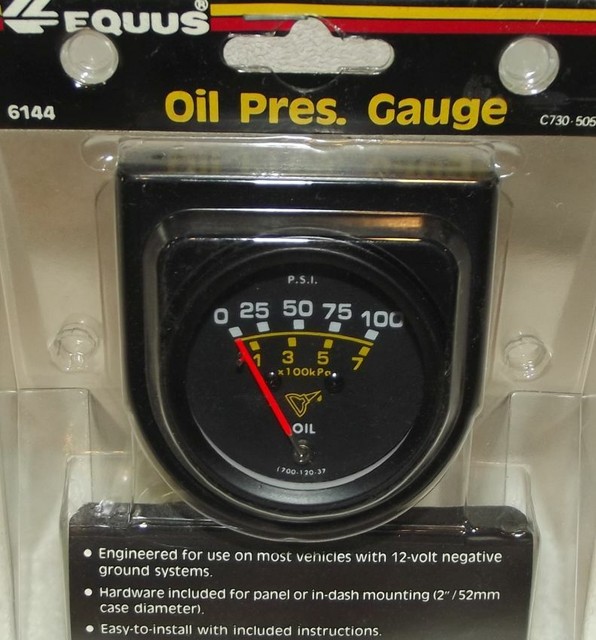 EQUUS®
6144
Oil Pres. Gauge
C730-505
P.S.I.
0 25 50 75 100
1 3 5 7
x100kPa
OIL
1700-120-37
• Engineered for use on most vehicles with 12-volt negative
ground systems.
• Hardware included for panel or in-dash mounting (2"/52mm
case diameter).
• Easy-to-install with included instructions.